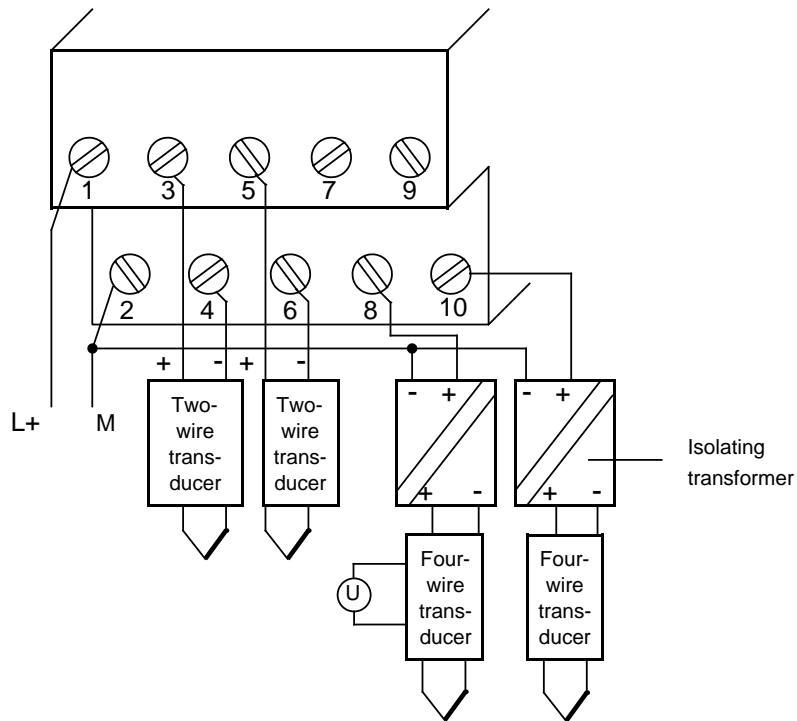 1 3 5 7 9
2 4 6 8 10
+ - + -
L+ M
Two-
wire
trans-
ducer
Two-
wire
trans-
ducer
- +
+ -
- +
+ -
Isolating
transformer
U
Four-
wire
trans-
ducer
Four-
wire
trans-
ducer